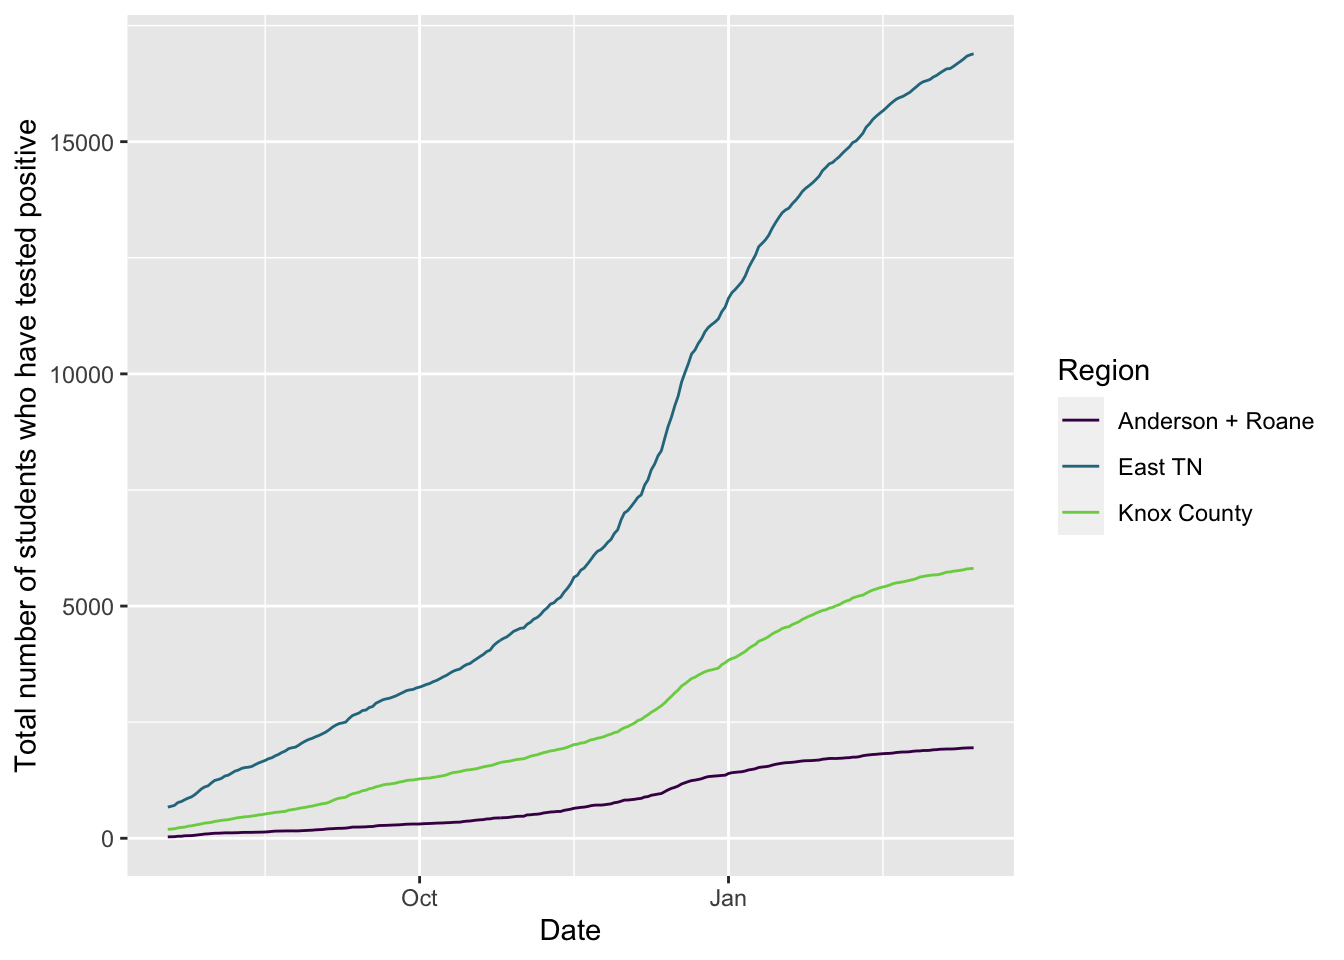 Total number of students who have tested positive
15000
10000
5000
0
Oct
Jan
Date
Region
Anderson + Roane
East TN
Knox County